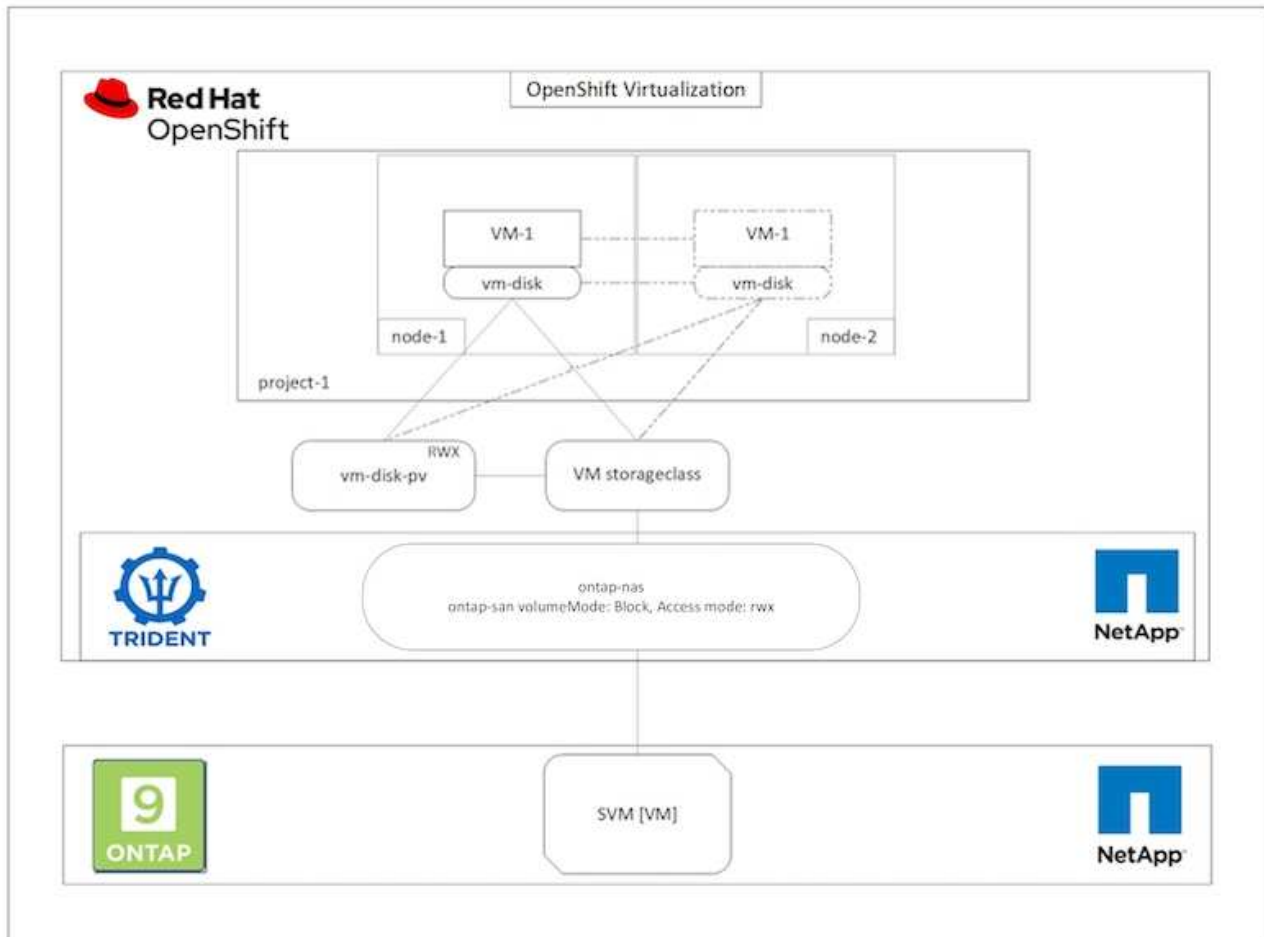 Red Hat
OpenShift
OpenShift Virtualization
VM-1
VM-1
vm-disk
vm-disk
node-1
node-2
project-1
RWX
vm-disk-pv
VM storageclass
ontap-nas
ontap-san volumeMode: Block, Access mode: rwx
TRIDENT
NetApp
9
ONTAP
SVM [VM]
NetApp